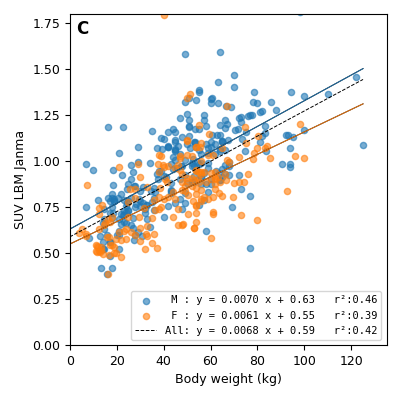 C
1.75
1.50
1.25
1.00
0.75
0.50
0.25
0.00
SUV LBM Janma
M : y = 0.0070 x + 0.63 r²:0.46
F : y = 0.0061 x + 0.55 r²:0.39
All: y = 0.0068 x + 0.59 r²:0.42
0 20 40 60 80 100 120
Body weight (kg)